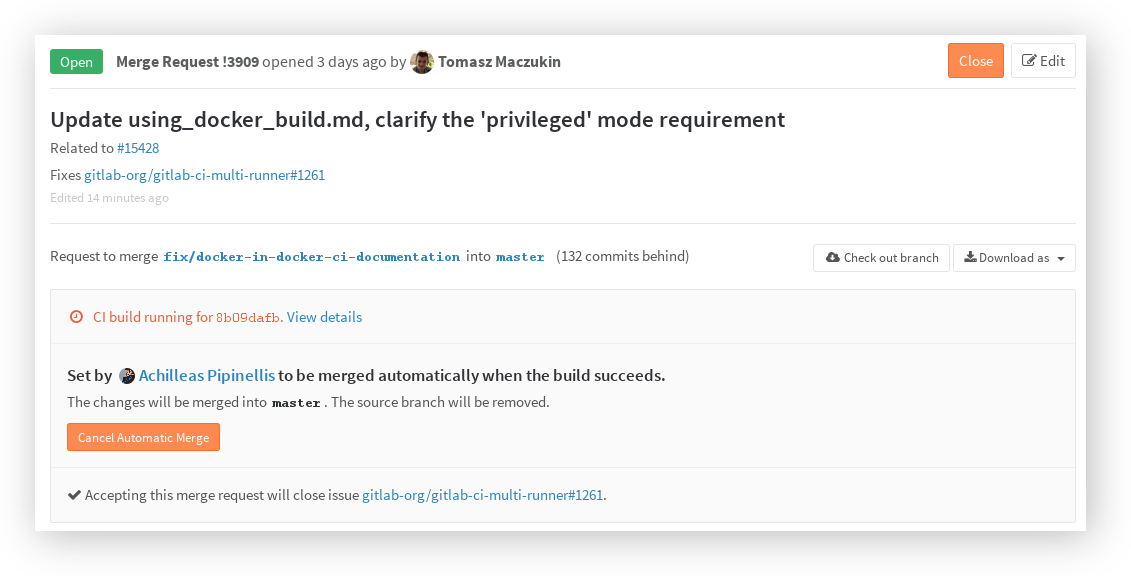 Open Merge Request !3909 opened 3 days ago by Tomasz Maczukin Close Edit
Update using_docker_build.md, clarify the 'privileged' mode requirement
Related to #15428
Fixes gitlab-org/gitlab-ci-multi-runner#1261
Edited 14 minutes ago
Request to merge fix/docker-in-docker-ci-documentation into master (132 commits behind) Check out branch Download as
CI build running for 8b09dafb. View details
Set by Achilleas Pipinellis to be merged automatically when the build succeeds.
The changes will be merged into master. The source branch will be removed.
Cancel Automatic Merge
Accepting this merge request will close issue gitlab-org/gitlab-ci-multi-runner#1261.